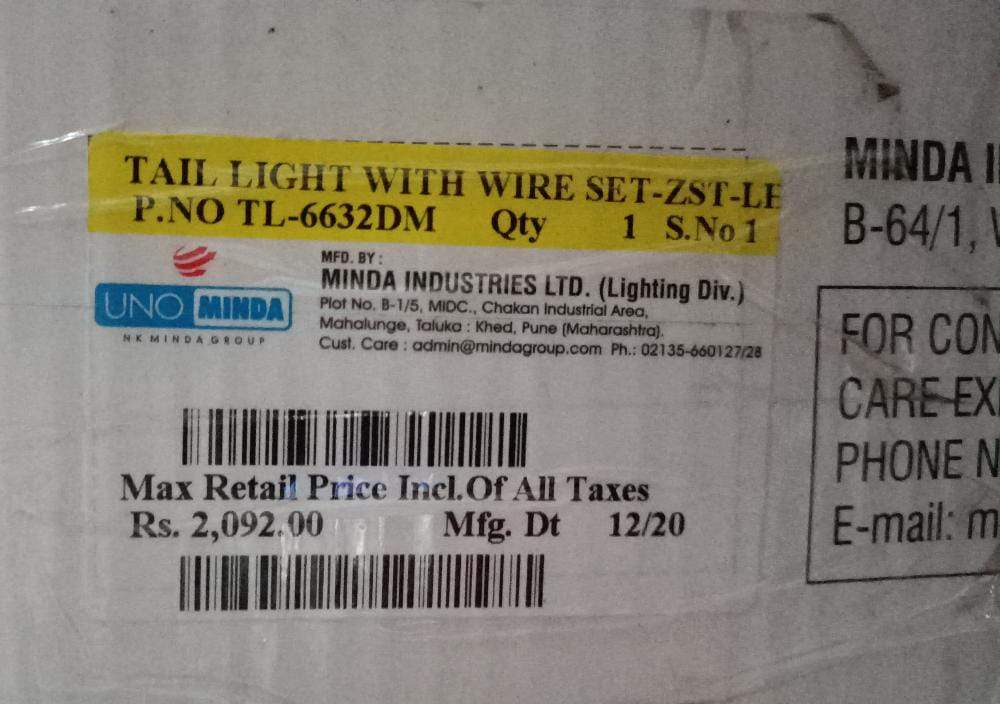 TAIL LIGHT WITH WIRE SET-ZST-LE
P.NO TL-6632DM Qty 1 S.No 1
UNO MINDA
N K MINDA GROUP
MFD. BY :
MINDA INDUSTRIES LTD. (Lighting Div.)
Plot No. B-1/5, MIDC., Chakan Industrial Area,
Mahalunge, Taluka : Khed, Pune (Maharashtra).
Cust. Care : admin@mindagroup.com Ph.: 02135-660127/28
Max Retail Price Incl.Of All Taxes
Rs. 2,092.00 Mfg. Dt 12/20
MINDA
B-64/1,
FOR CON
CARE EX
PHONE N
E-mail: m